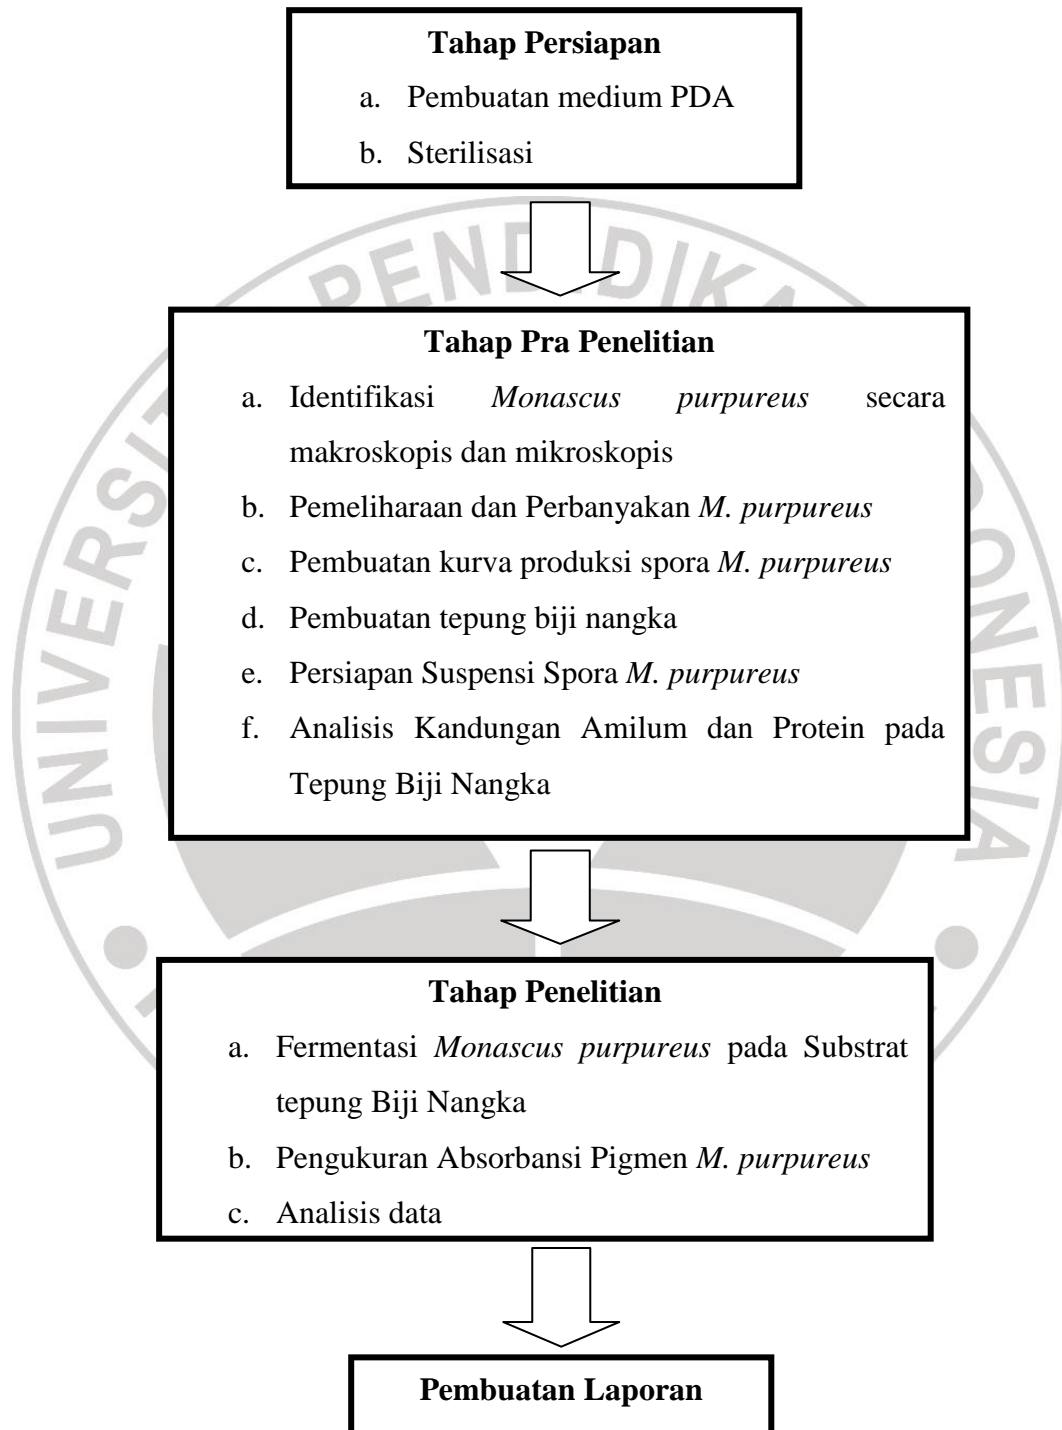 Tahap Persiapan
a. Pembuatan medium PDA
b. Sterilisasi
Tahap Pra Penelitian
a. Identifikasi Monascus purpureus secara
makroskopis dan mikroskopis
b. Pemeliharaan dan Perbanyakan M. purpureus
c. Pembuatan kurva produksi spora M. purpureus
d. Pembuatan tepung biji nangka
e. Persiapan Suspensi Spora M. purpureus
f. Analisis Kandungan Amilum dan Protein pada
Tepung Biji Nangka
Tahap Penelitian
a. Fermentasi Monascus purpureus pada Substrat
tepung Biji Nangka
b. Pengukuran Absorbansi Pigmen M. purpureus
c. Analisis data
Pembuatan Laporan